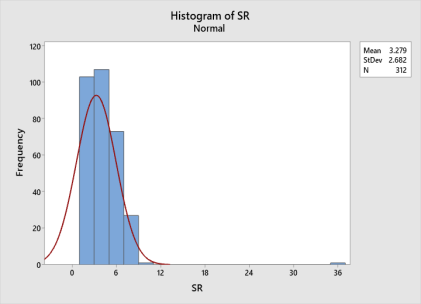 Histogram of SR
Normal
Mean 3.279
StDev 2.682
N 312
120
100
80
60
40
20
0
Frequency
0 6 12 18 24 30 36
SR